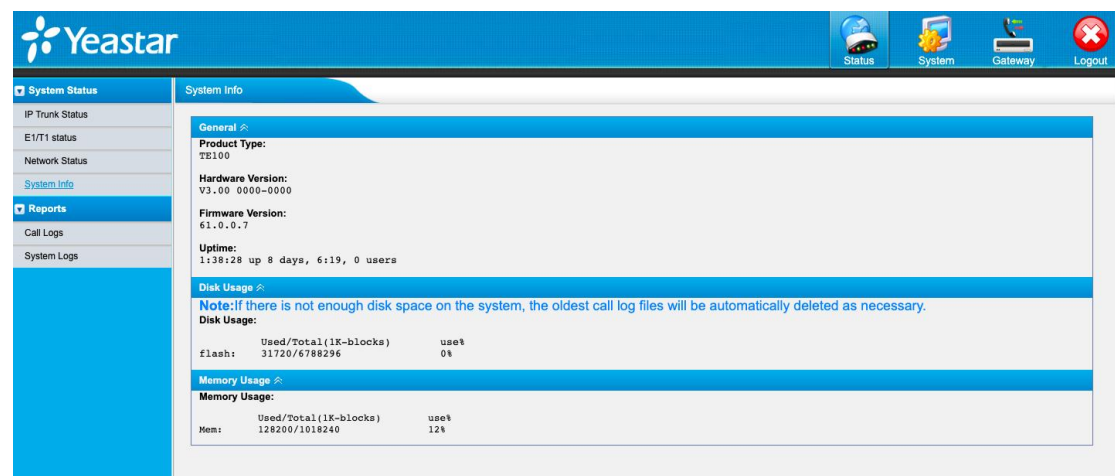 Yeastar
Status
System
Gateway
Logout
System Status
IP Trunk Status
E1/T1 status
Network Status
System Info
Reports
Call Logs
System Logs
System Info
General
Product Type:
TE100
Hardware Version:
V3.00 0000-0000
Firmware Version:
61.0.0.7
Uptime:
1:38:28 up 8 days, 6:19, 0 users
Disk Usage
Note:If there is not enough disk space on the system, the oldest call log files will be automatically deleted as necessary.
Disk Usage:
Used/Total(1K-blocks) use%
flash: 31720/6788296 0%
Memory Usage
Memory Usage:
Used/Total(1K-blocks) use%
Mem: 128200/1018240 12%